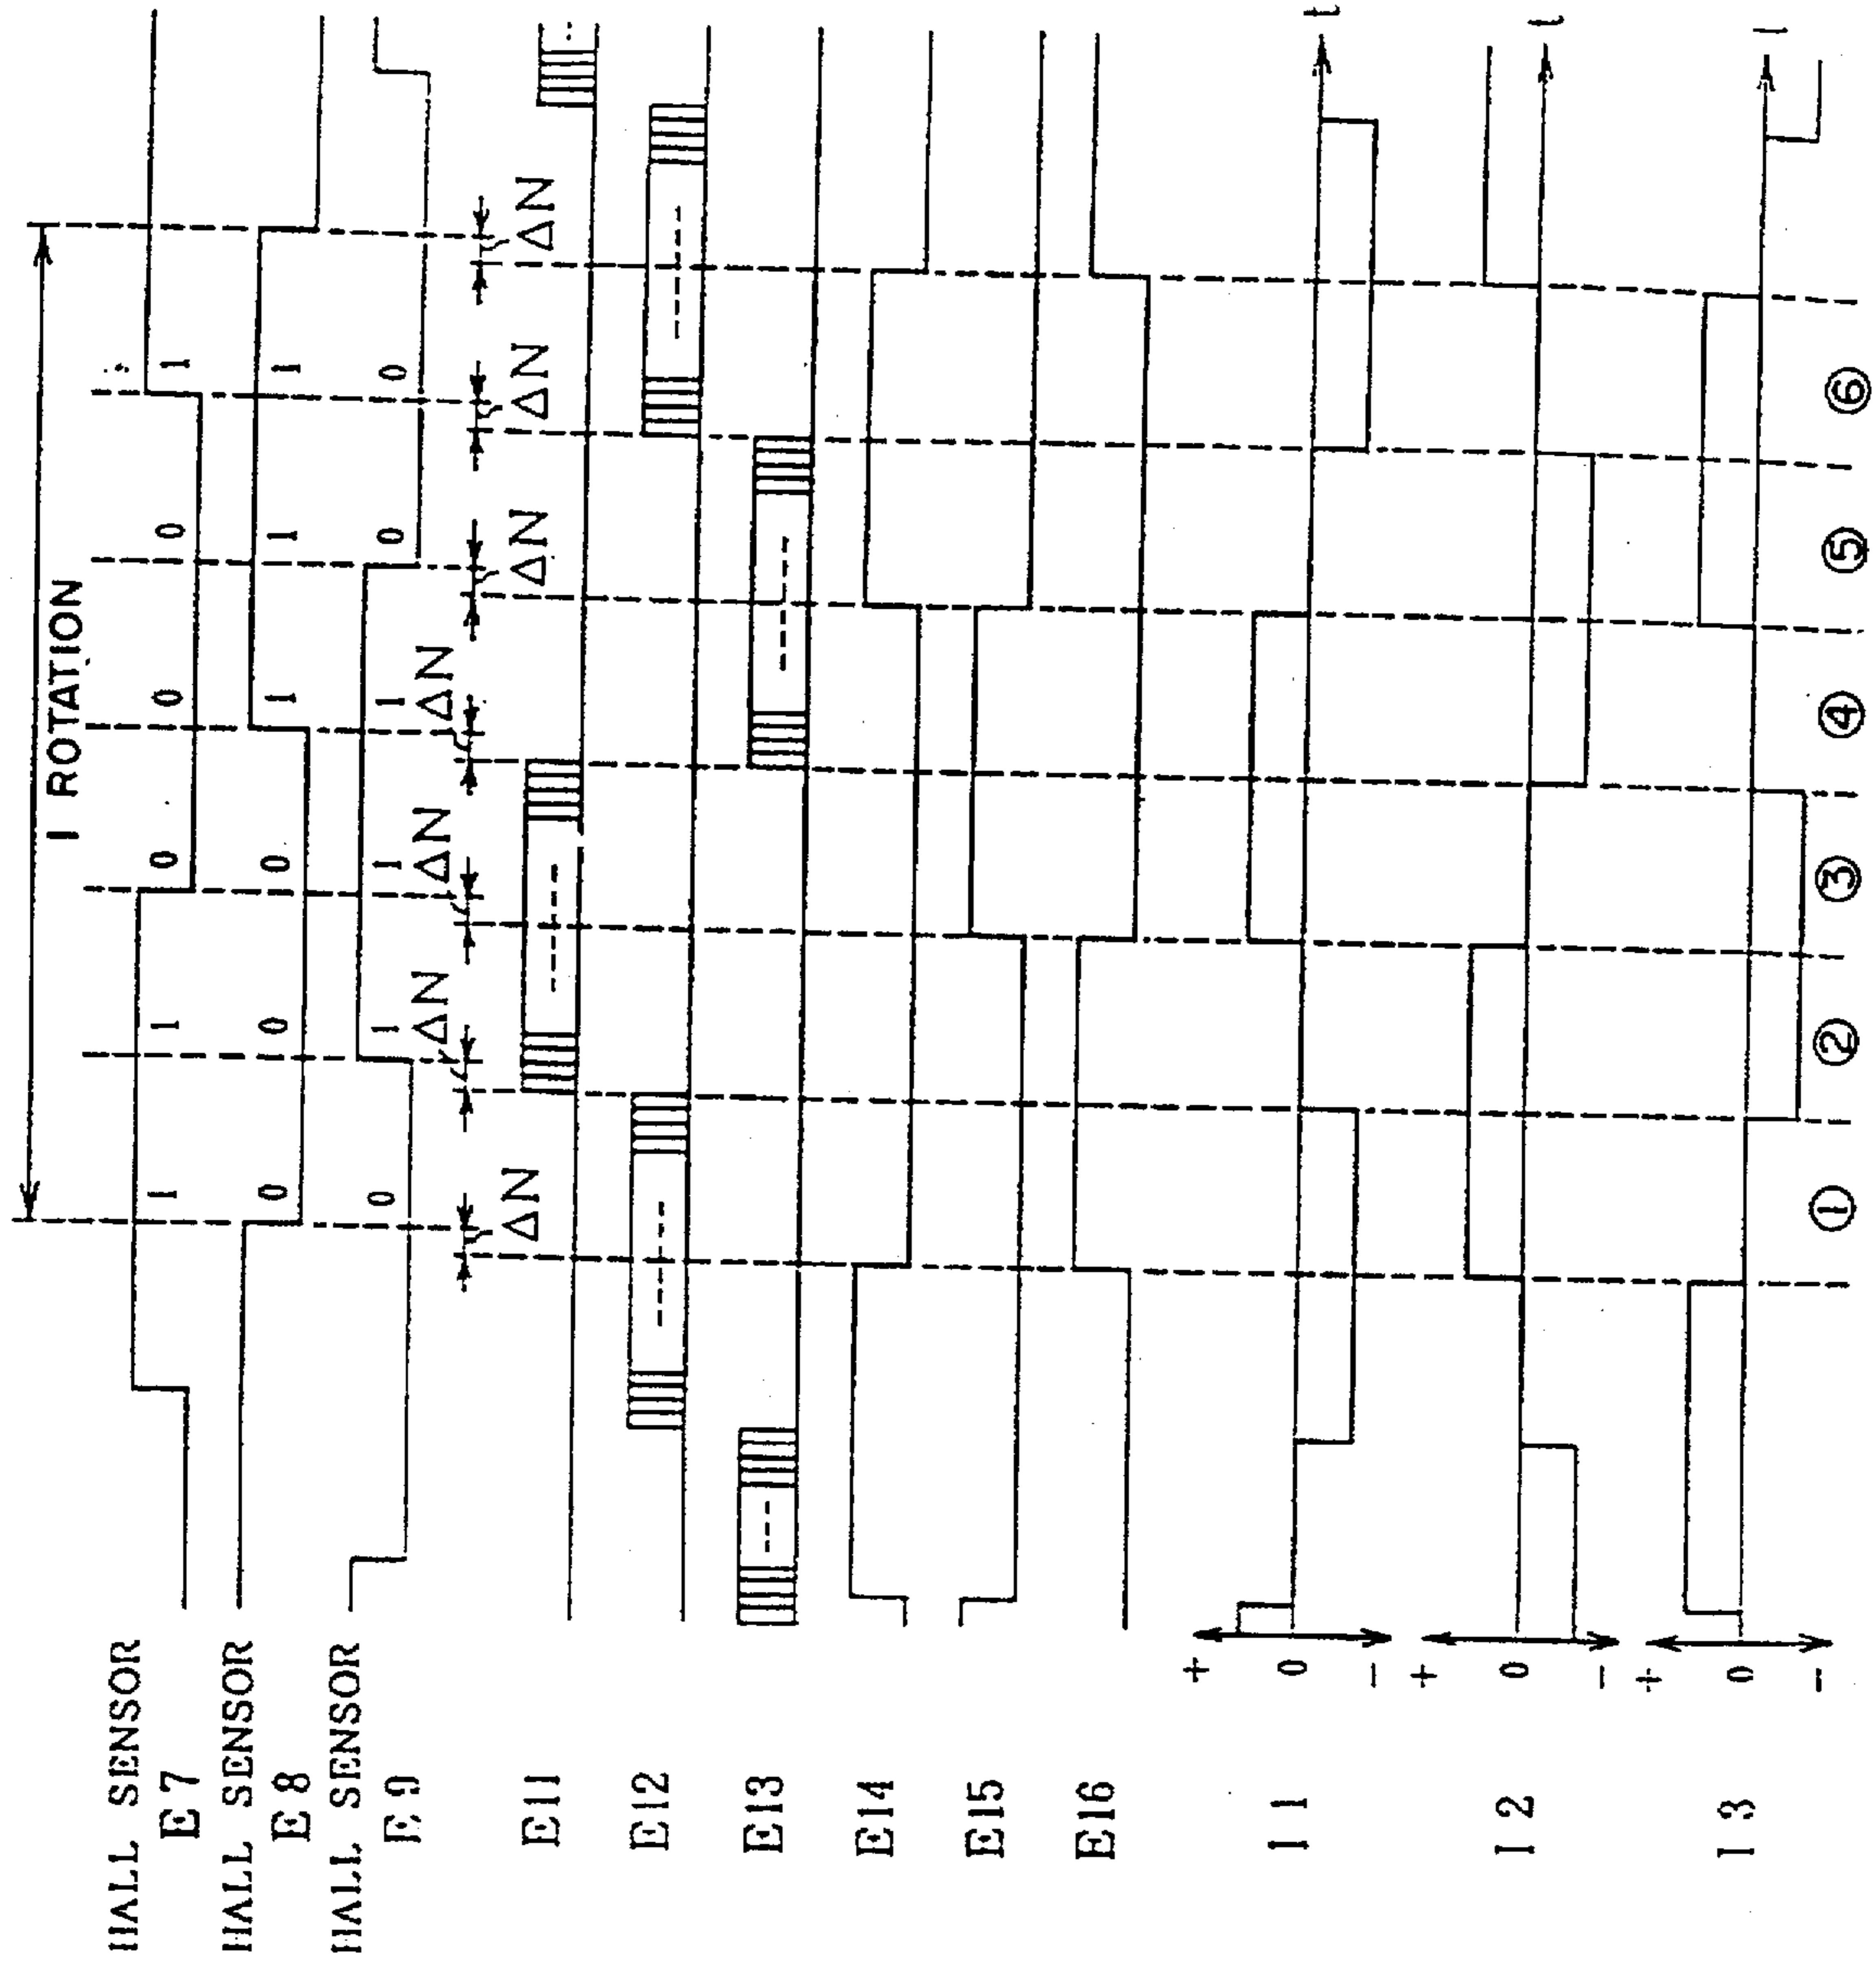 1 ROTATION
HALL SENSOR
E7 1 1 0 0 0 1
HALL SENSOR
E8 0 0 0 1 1 1
HALL SENSOR
E9 0 1 1 1 0 0
ΔN ΔN ΔN ΔN ΔN ΔN ΔN
E11
E12
E13
E14
E15
E16
+
I1 0 t
−
+
I2 0 t
−
+
I3 0 t
−
① ② ③ ④ ⑤ ⑥